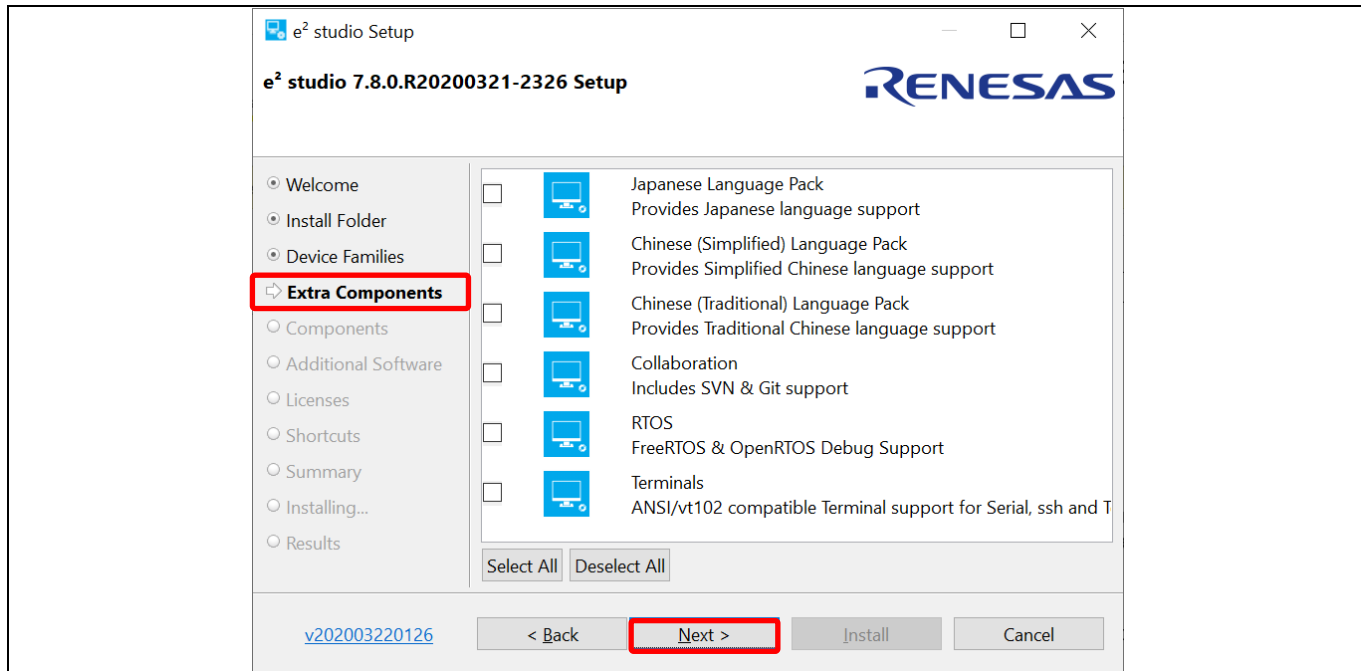 e² studio Setup
e² studio 7.8.0.R20200321-2326 Setup
RENESAS
Welcome
Install Folder
Device Families
Extra Components
Components
Additional Software
Licenses
Shortcuts
Summary
Installing...
Results
Japanese Language Pack
Provides Japanese language support
Chinese (Simplified) Language Pack
Provides Simplified Chinese language support
Chinese (Traditional) Language Pack
Provides Traditional Chinese language support
Collaboration
Includes SVN & Git support
RTOS
FreeRTOS & OpenRTOS Debug Support
Terminals
ANSI/vt102 compatible Terminal support for Serial, ssh and T
Select All Deselect All
v202003220126 < Back Next > Install Cancel